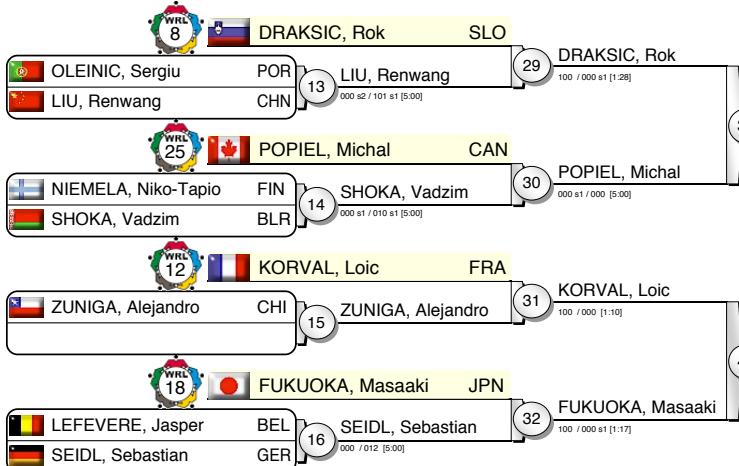 WRL 8 DRAKSIC, Rok SLO
OLEINIC, Sergiu POR
LIU, Renwang CHN
13 LIU, Renwang
000 s2 / 101 s1 [5:00]
29 DRAKSIC, Rok
100 / 000 s1 [1:28]
WRL 25 POPIEL, Michal CAN
NIEMELA, Niko-Tapio FIN
SHOKA, Vadzim BLR
14 SHOKA, Vadzim
000 s1 / 010 s1 [5:00]
30 POPIEL, Michal
000 s1 / 000 [5:00]
WRL 12 KORVAL, Loic FRA
ZUNIGA, Alejandro CHI
15 ZUNIGA, Alejandro
31 KORVAL, Loic
100 / 000 [1:10]
WRL 18 FUKUOKA, Masaaki JPN
LEFEVERE, Jasper BEL
SEIDL, Sebastian GER
16 SEIDL, Sebastian
000 / 012 [5:00]
32 FUKUOKA, Masaaki
100 / 000 s1 [1:17]